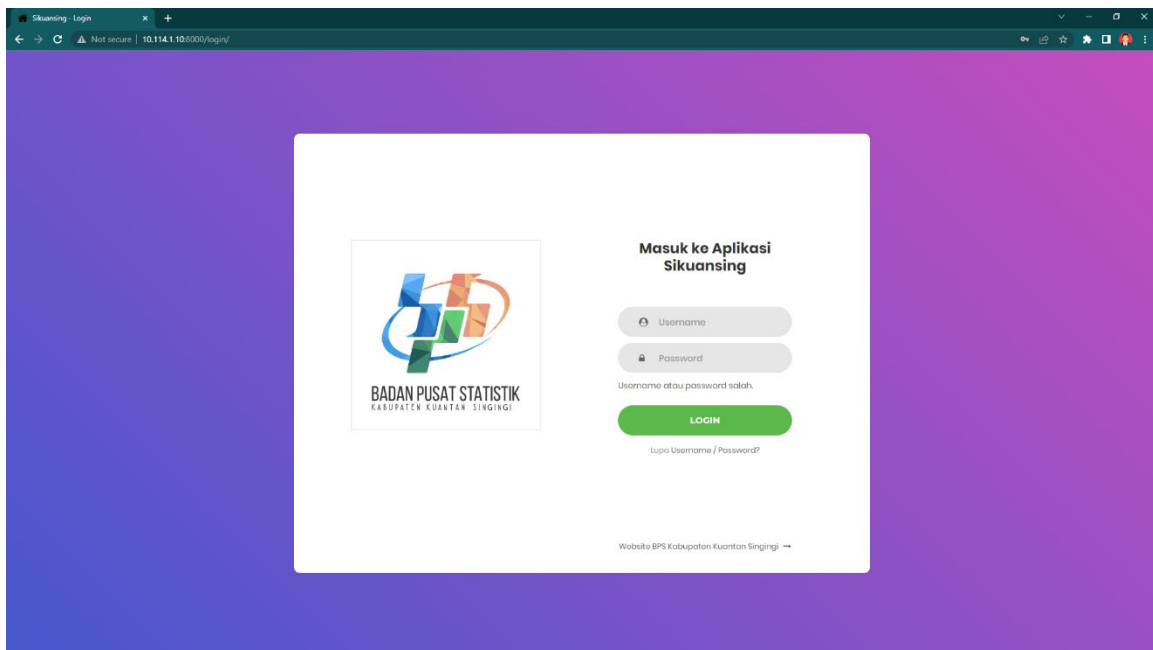 Sikuansing - Login
Not secure | 10.114.1.10:8000/login/
Masuk ke Aplikasi
Sikuansing
Username
Password
Username atau password salah.
LOGIN
Lupa Username / Password?
BADAN PUSAT STATISTIK
KABUPATEN KUANTAN SINGINGI
Website BPS Kabupaten Kuantan Singingi →